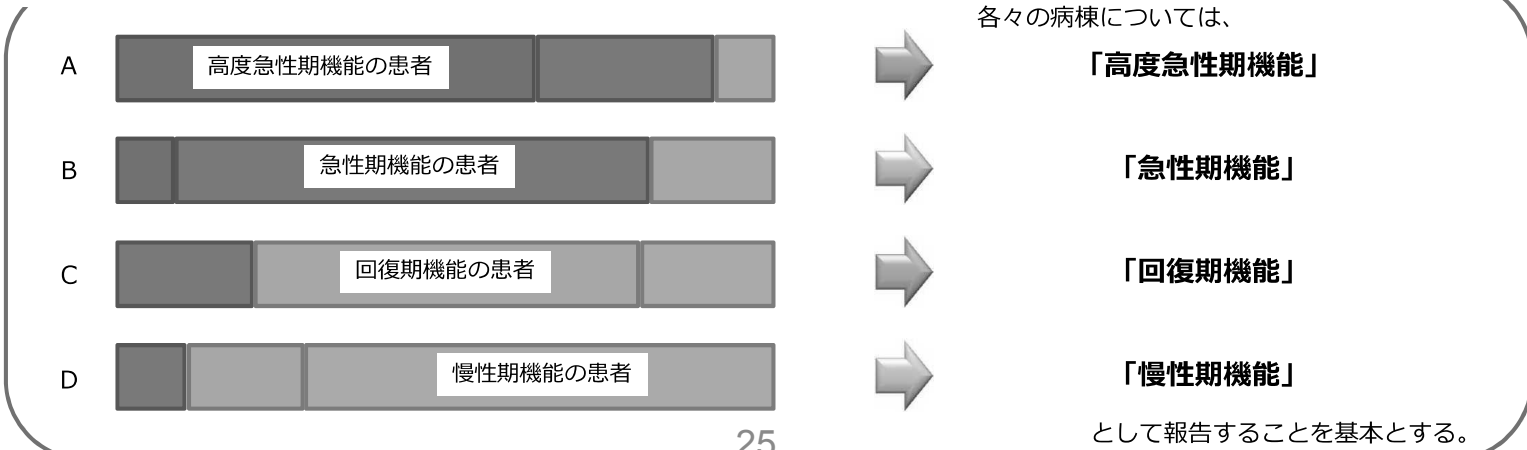 各々の病棟については、
A 高度急性期機能の患者 「高度急性期機能」
B 急性期機能の患者 「急性期機能」
C 回復期機能の患者 「回復期機能」
D 慢性期機能の患者 「慢性期機能」
として報告することを基本とする。
25